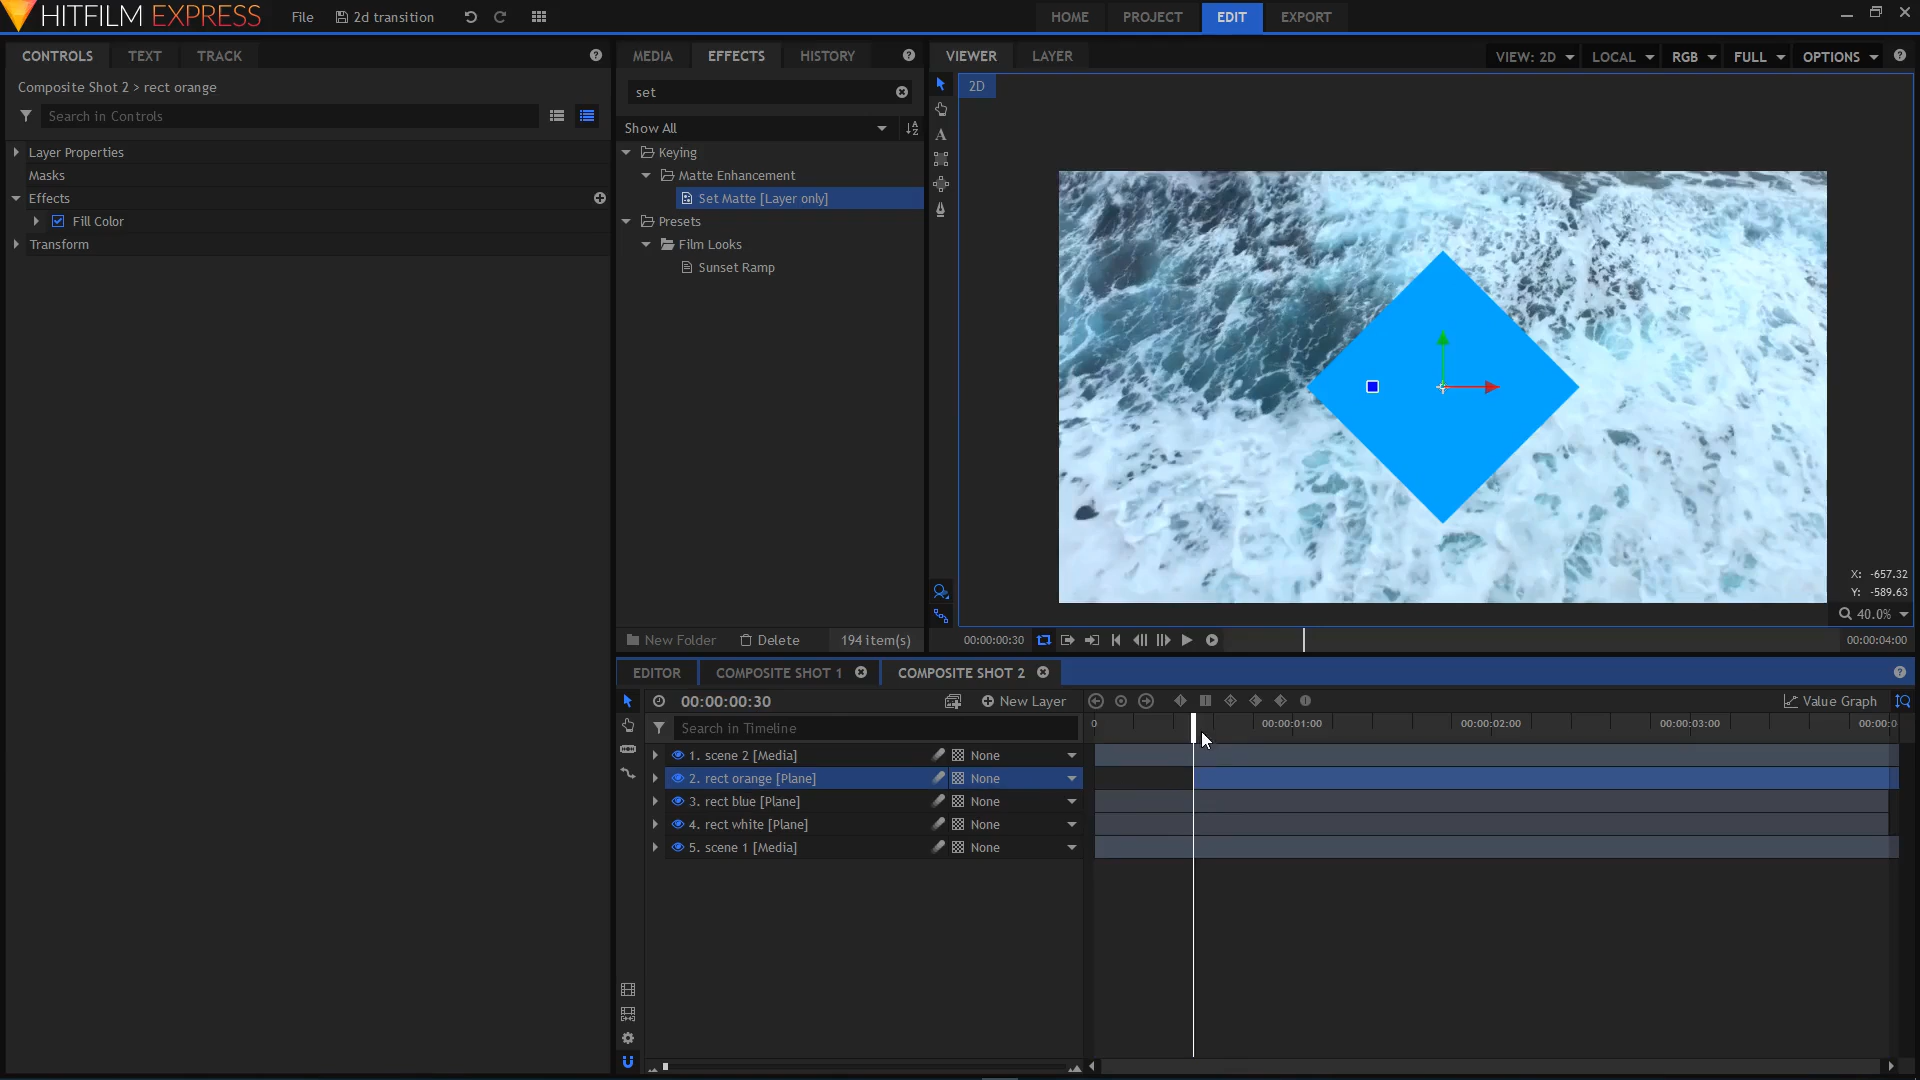 HITFILM EXPRESS
File
2d transition
HOME
PROJECT
EDIT
EXPORT
CONTROLS
TEXT
TRACK
MEDIA
EFFECTS
HISTORY
VIEWER
LAYER
VIEW: 2D
LOCAL
RGB
FULL
OPTIONS
Composite Shot 2 > rect orange
Search in Controls
Layer Properties
Masks
Effects
Fill Color
Transform
set
Show All
Keying
Matte Enhancement
Set Matte [Layer only]
Presets
Film Looks
Sunset Ramp
New Folder
Delete
194 item(s)
2D
X: -657.32
Y: -589.63
40.0%
00:00:00:30
00:00:04:00
EDITOR
COMPOSITE SHOT 1
COMPOSITE SHOT 2
00:00:00:30
New Layer
Value Graph
Search in Timeline
0
00:00:01:00
00:00:02:00
00:00:03:00
00:00:0
1. scene 2 [Media]
None
2. rect orange [Plane]
None
3. rect blue [Plane]
None
4. rect white [Plane]
None
5. scene 1 [Media]
None